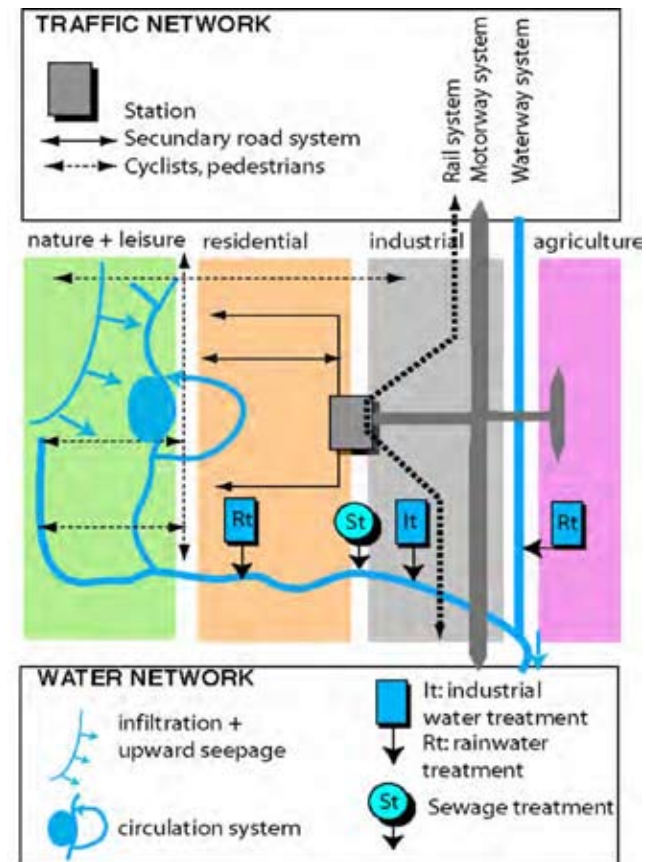 TRAFFIC NETWORK
Station
Secundary road system
Cyclists, pedestrians
Rail system
Motorway system
Waterway system
nature + leisure
residential
industrial
agriculture
Rt
St
It
Rt
WATER NETWORK
infiltration +
upward seepage
circulation system
It: industrial
water treatment
Rt: rainwater
treatment
St
Sewage treatment